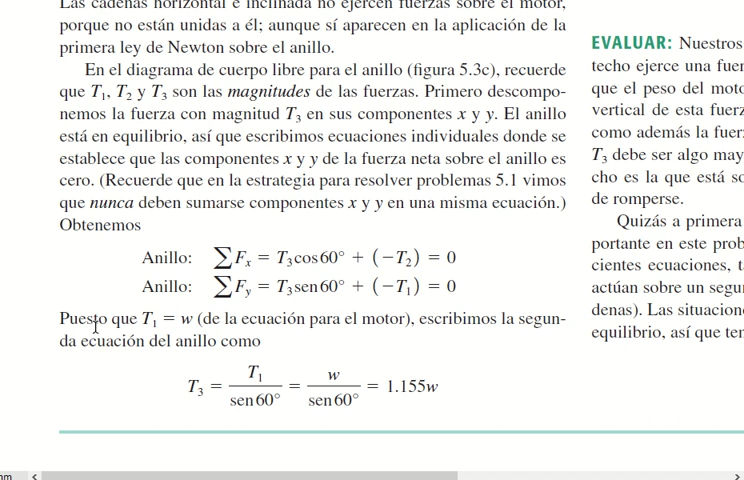 Las cadenas horizontal e inclinada no ejercen fuerzas sobre el motor,
porque no están unidas a él; aunque sí aparecen en la aplicación de la
primera ley de Newton sobre el anillo.
En el diagrama de cuerpo libre para el anillo (figura 5.3c), recuerde
que T₁, T₂ y T₃ son las magnitudes de las fuerzas. Primero descompo-
nemos la fuerza con magnitud T₃ en sus componentes x y y. El anillo
está en equilibrio, así que escribimos ecuaciones individuales donde se
establece que las componentes x y y de la fuerza neta sobre el anillo es
cero. (Recuerde que en la estrategia para resolver problemas 5.1 vimos
que nunca deben sumarse componentes x y y en una misma ecuación.)
Obtenemos
Anillo: ∑Fₓ = T₃cos60° + (−T₂) = 0
Anillo: ∑Fᵧ = T₃sen60° + (−T₁) = 0
Puesto que T₁ = w (de la ecuación para el motor), escribimos la segun-
da ecuación del anillo como
T₃ = T₁/sen60° = w/sen60° = 1.155w
EVALUAR: Nuestros
techo ejerce una fuer
que el peso del moto
vertical de esta fuerz
como además la fuer
T₃ debe ser algo may
cho es la que está so
de romperse.
Quizás a primera
portante en este prob
cientes ecuaciones, t
actúan sobre un segu
denas). Las situacion
equilibrio, así que ten